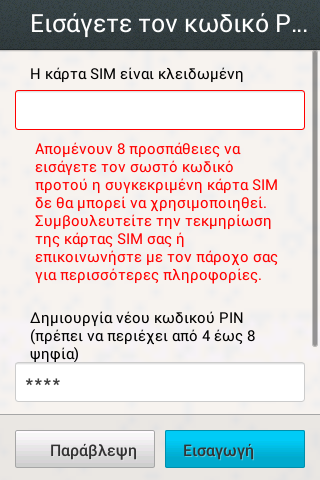 Εισάγετε τον κωδικό P...
Η κάρτα SIM είναι κλειδωμένη
Απομένουν 8 προσπάθειες να
εισάγετε τον σωστό κωδικό
προτού η συγκεκριμένη κάρτα SIM
δε θα μπορεί να χρησιμοποιηθεί.
Συμβουλευτείτε την τεκμηρίωση
της κάρτας SIM σας ή
επικοινωνήστε με τον πάροχο σας
για περισσότερες πληροφορίες.
Δημιουργία νέου κωδικού PIN
(πρέπει να περιέχει από 4 έως 8
ψηφία)
****
Παράβλεψη
Εισαγωγή